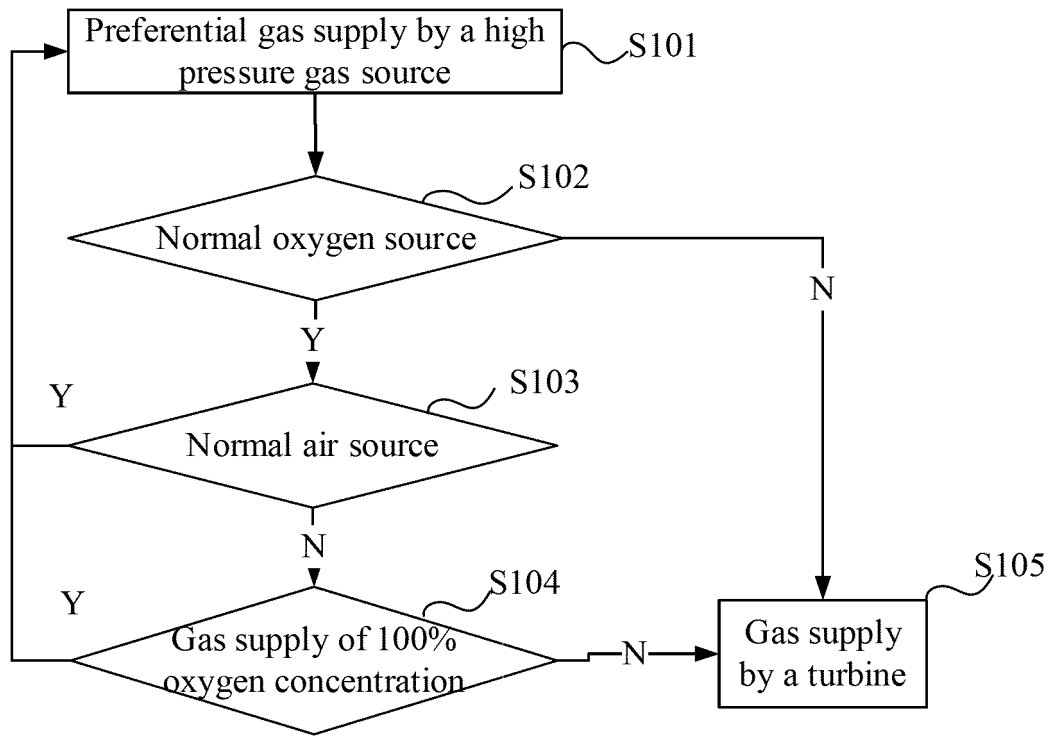 Preferential gas supply by a high
pressure gas source
S101
S102
Normal oxygen source
N
Y
S103
Y
Normal air source
N
S104
Y
Gas supply of 100%
oxygen concentration
N
S105
Gas supply
by a turbine